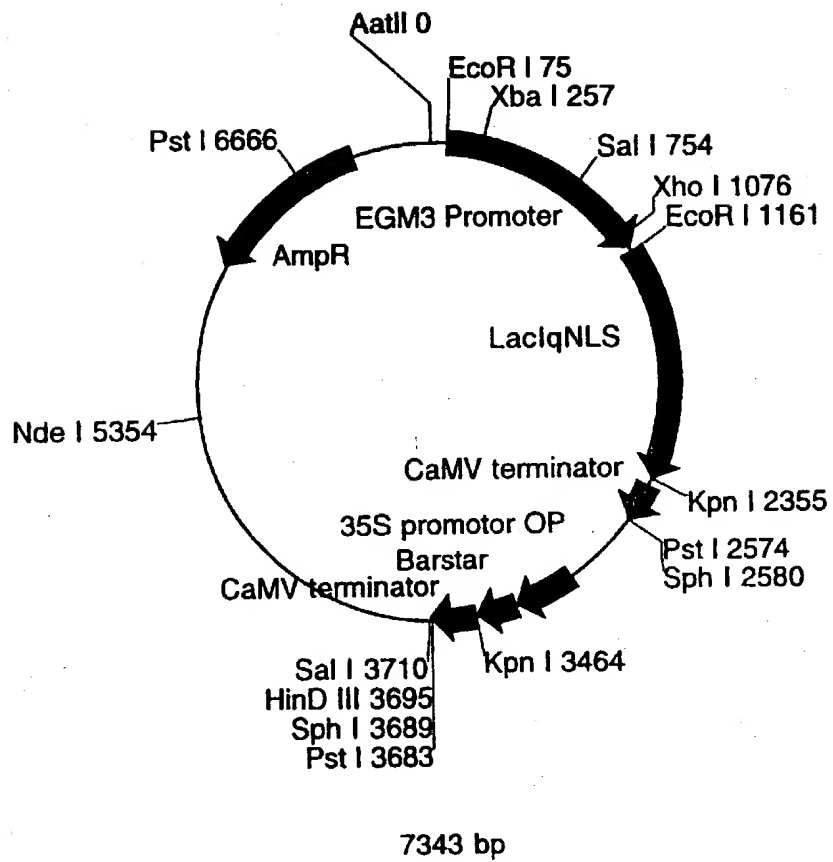 AatII 0
EcoR I 75
Xba I 257
Pst I 6666
Sal I 754
Xho I 1076
EGM3 Promoter
EcoR I 1161
AmpR
LacIqNLS
Nde I 5354
CaMV terminator
Kpn I 2355
35S promotor OP
Pst I 2574
Barstar
Sph I 2580
CaMV terminator
Sal I 3710
Kpn I 3464
HinD III 3695
Sph I 3689
Pst I 3683
7343 bp